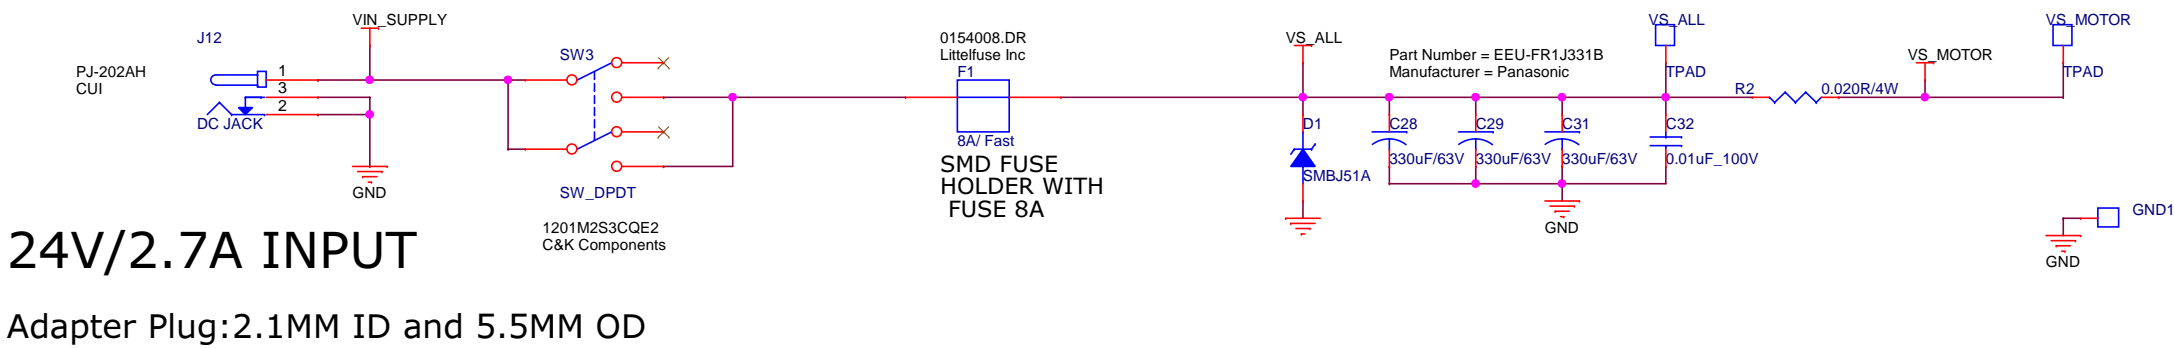 VIN_SUPPLY
J12
PJ-202AH
CUI
1
3
2
DC JACK
GND
SW3
SW_DPDT
1201M2S3CQE2
C&K Components
0154008.DR
Littelfuse Inc
F1
8A/ Fast
SMD FUSE
HOLDER WITH
FUSE 8A
VS_ALL
D1
SMBJ51A
Part Number = EEU-FR1J331B
Manufacturer = Panasonic
C28
330uF/63V
C29
330uF/63V
C31
330uF/63V
GND
VS_ALL
TPAD
C32
0.01uF_100V
R2
0.020R/4W
VS_MOTOR
VS_MOTOR
TPAD
GND1
GND
24V/2.7A INPUT
Adapter Plug:2.1MM ID and 5.5MM OD